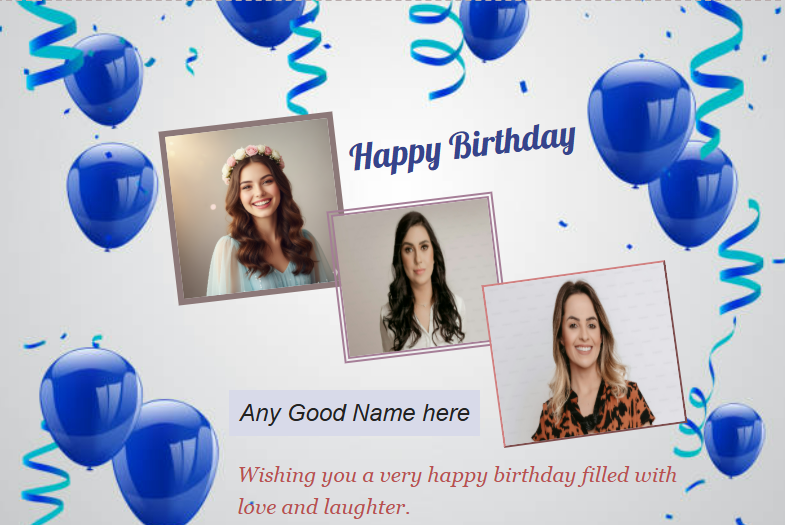 Happy Birthday
Any Good Name here
Wishing you a very happy birthday filled with
love and laughter.